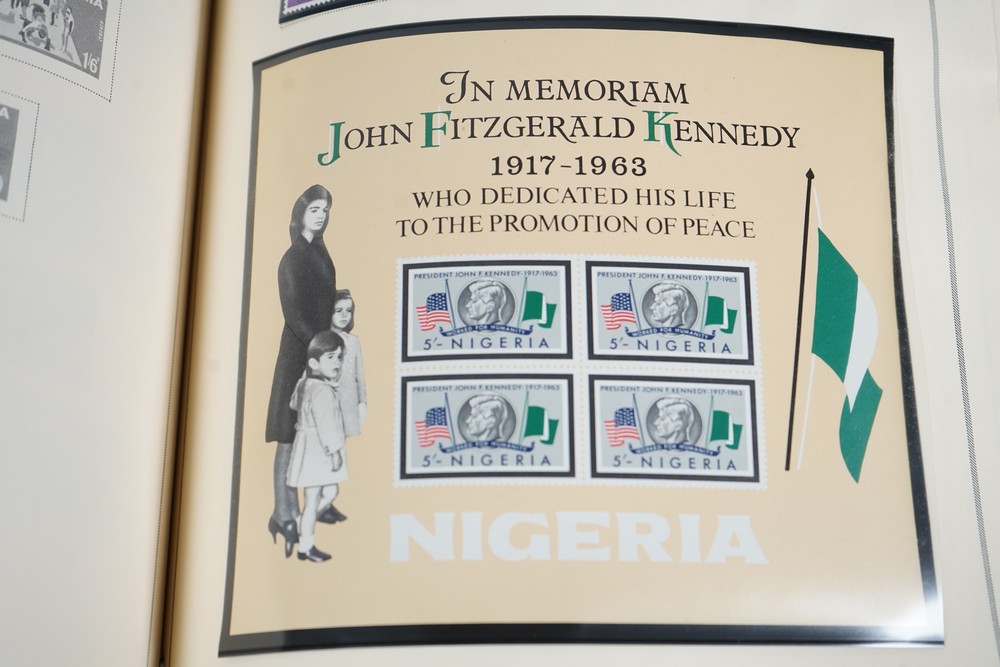 IN MEMORIAM
JOHN FITZGERALD KENNEDY
1917-1963
WHO DEDICATED HIS LIFE
TO THE PROMOTION OF PEACE
PRESIDENT JOHN F. KENNEDY·1917-1963
WORKED FOR HUMANITY
5/- NIGERIA
PRESIDENT JOHN F. KENNEDY·1917-1963
WORKED FOR HUMANITY
5/- NIGERIA
PRESIDENT JOHN F. KENNEDY·1917-1963
WORKED FOR HUMANITY
5/- NIGERIA
PRESIDENT JOHN F. KENNEDY·1917-1963
WORKED FOR HUMANITY
5/- NIGERIA
NIGERIA
1/6